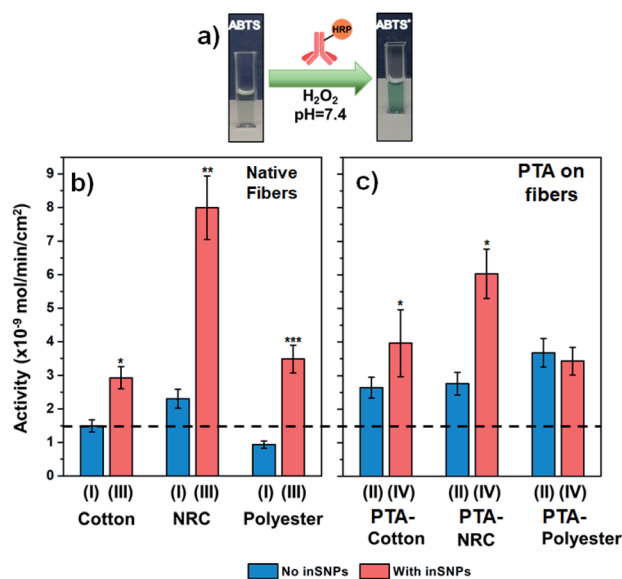 a)
ABTS
HRP
ABTS*
H₂O₂
pH=7.4
b)
Native
Fibers
c)
PTA on
fibers
Activity (x10⁻⁹ mol/min/cm²)
9
8
7
6
5
4
3
2
1
0
*
**
***
*
*
(I) (III) (I) (III) (I) (III)
Cotton NRC Polyester
(II) (IV) (II) (IV) (II) (IV)
PTA- PTA- PTA-
Cotton NRC Polyester
No inSNPs With inSNPs